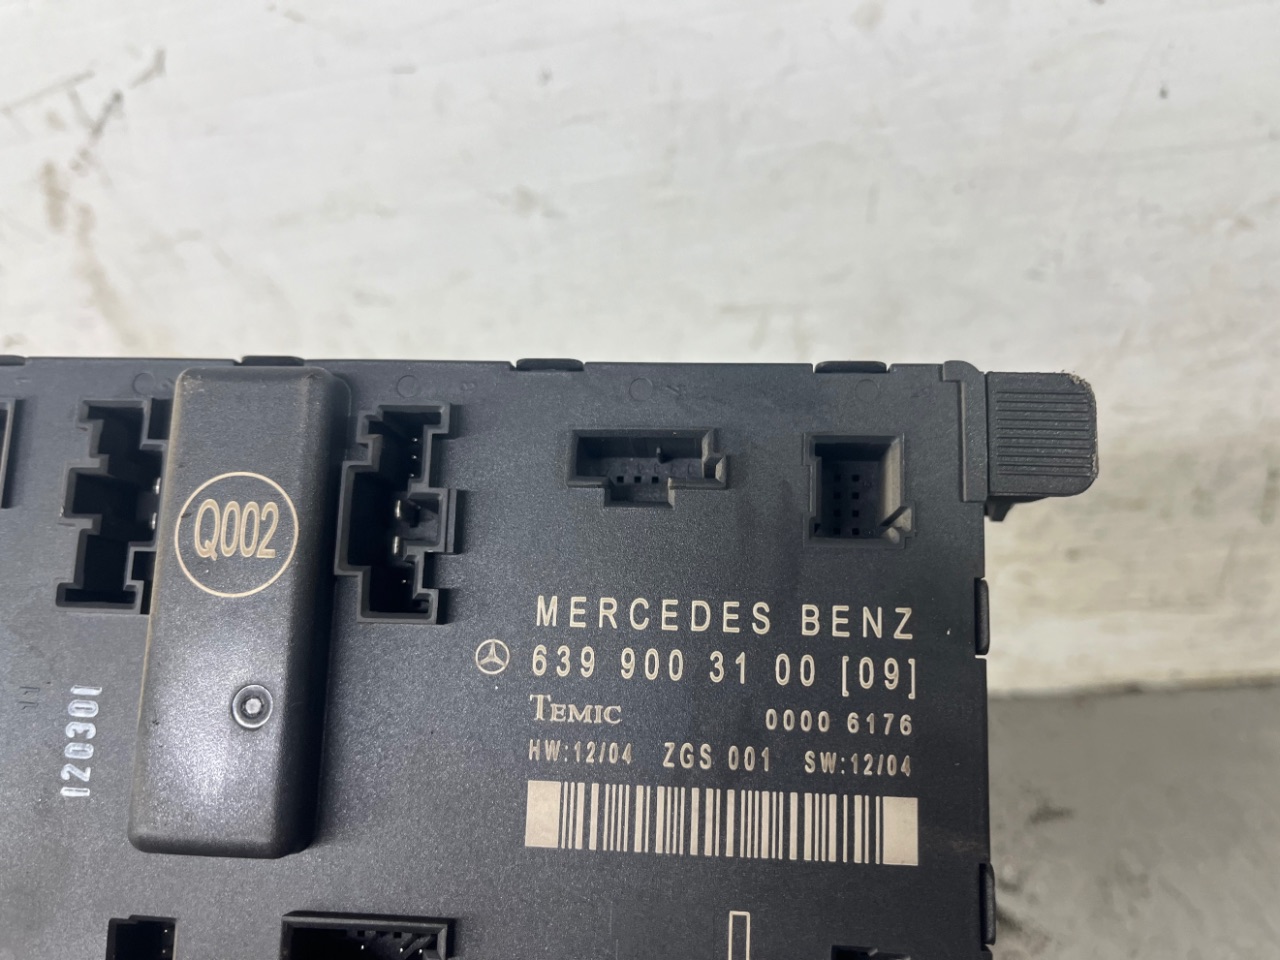 Q002
12030I
MERCEDES BENZ
639 900 31 00 [09]
TEMIC 0000 6176
HW:12/04 ZGS 001 SW:12/04